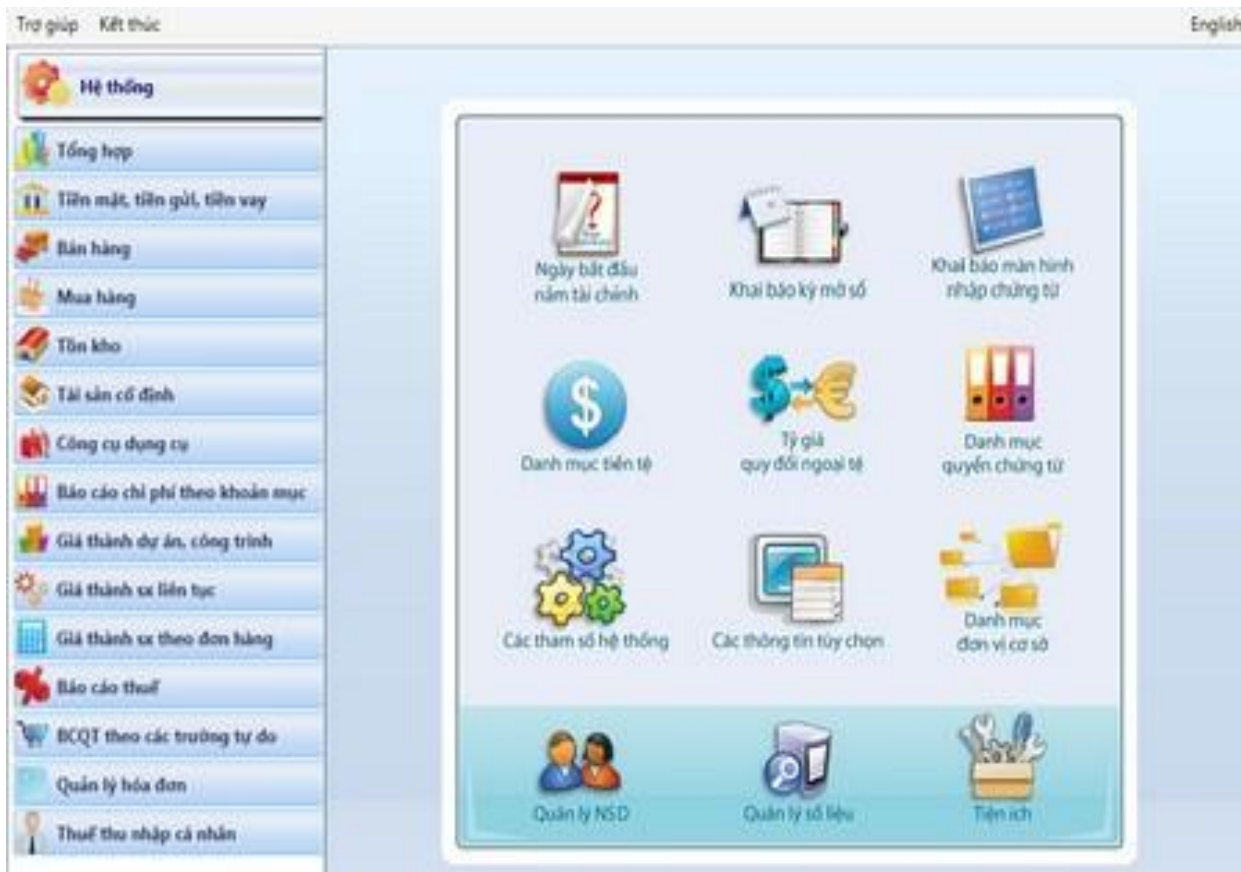 Trợ giúp Kết thúc English
Hệ thống
Tổng hợp
Tiền mặt, tiền gửi, tiền vay
Bán hàng
Mua hàng
Tồn kho
Tài sản cố định
Công cụ dụng cụ
Báo cáo chi phí theo khoản mục
Giá thành dự án, công trình
Giá thành sx liên tục
Giá thành sx theo đơn hàng
Báo cáo thuế
BCQT theo các trường tự do
Quản lý hóa đơn
Thuế thu nhập cá nhân
Ngày bắt đầu
năm tài chính
Khai báo kỳ mở sổ
Khai báo màn hình
nhập chứng từ
Danh mục tiền tệ
Tỷ giá
quy đổi ngoại tệ
Danh mục
quyển chứng từ
Các tham số hệ thống
Các thông tin tùy chọn
Danh mục
đơn vị cơ sở
Quản lý NSD
Quản lý số liệu
Tiện ích